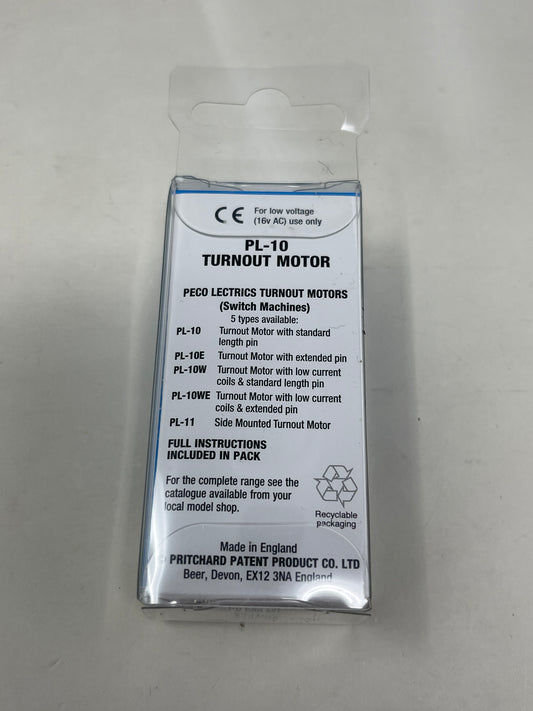 CE For low voltage
(16v AC) use only
PL-10
TURNOUT MOTOR
PECO LECTRICS TURNOUT MOTORS
(Switch Machines)
5 types available:
PL-10 Turnout Motor with standard
length pin
PL-10E Turnout Motor with extended pin
PL-10W Turnout Motor with low current
coils & standard length pin
PL-10WE Turnout Motor with low current
coils & extended pin
PL-11 Side Mounted Turnout Motor
FULL INSTRUCTIONS
INCLUDED IN PACK
For the complete range see the
catalogue available from your
local model shop.
Recyclable
packaging
Made in England
© PRITCHARD PATENT PRODUCT CO. LTD
Beer, Devon, EX12 3NA England